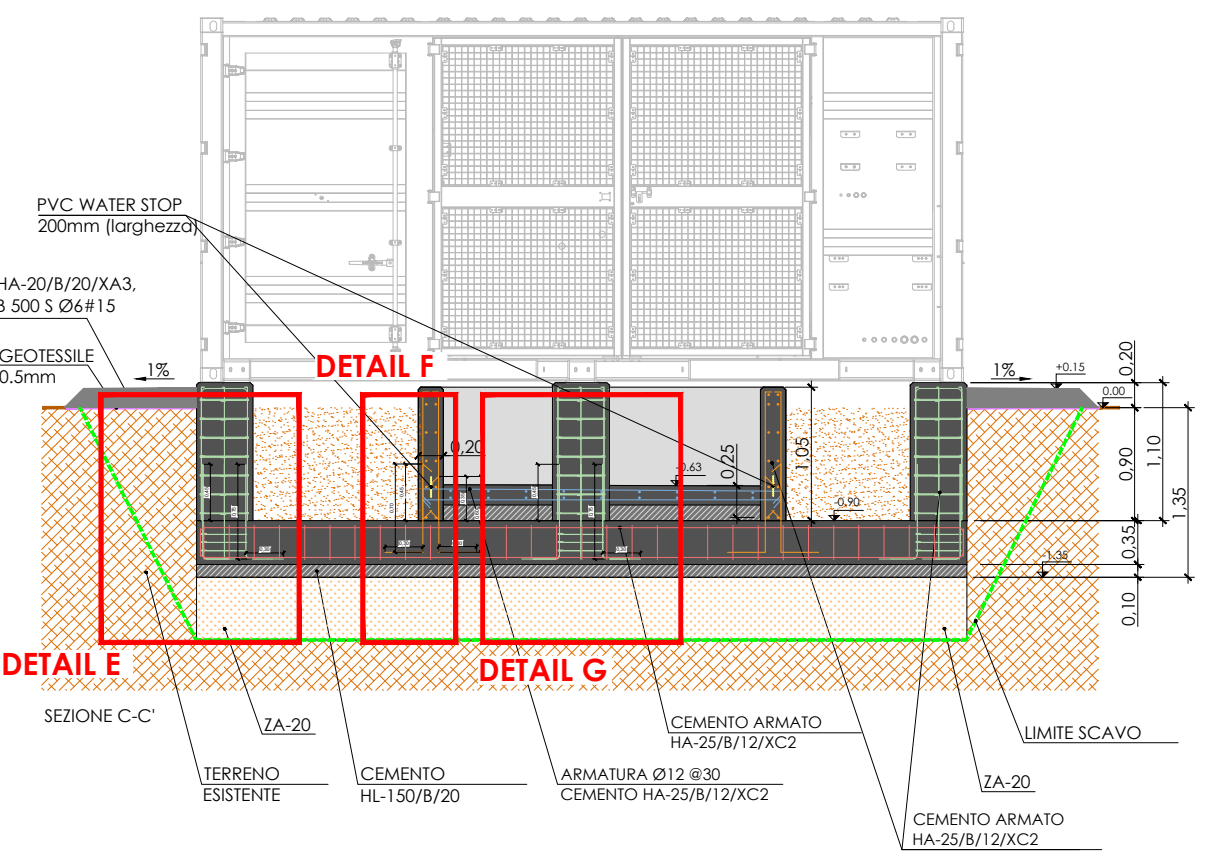 PVC WATER STOP
200mm (larghezza)
HA-20/B/20/XA3,
B 500 S Ø6#15
GEOTESSILE
0.5mm
1%
DETAIL F
1%
+0.15
0.00
0,20
0,20
0,25
-0.63
1,05
-0.90
0,90
1,10
1,35
0,35
-1.35
0,10
DETAIL E
DETAIL G
SEZIONE C-C'
ZA-20
TERRENO
ESISTENTE
CEMENTO
HL-150/B/20
ARMATURA Ø12 @30
CEMENTO HA-25/B/12/XC2
CEMENTO ARMATO
HA-25/B/12/XC2
LIMITE SCAVO
ZA-20
CEMENTO ARMATO
HA-25/B/12/XC2